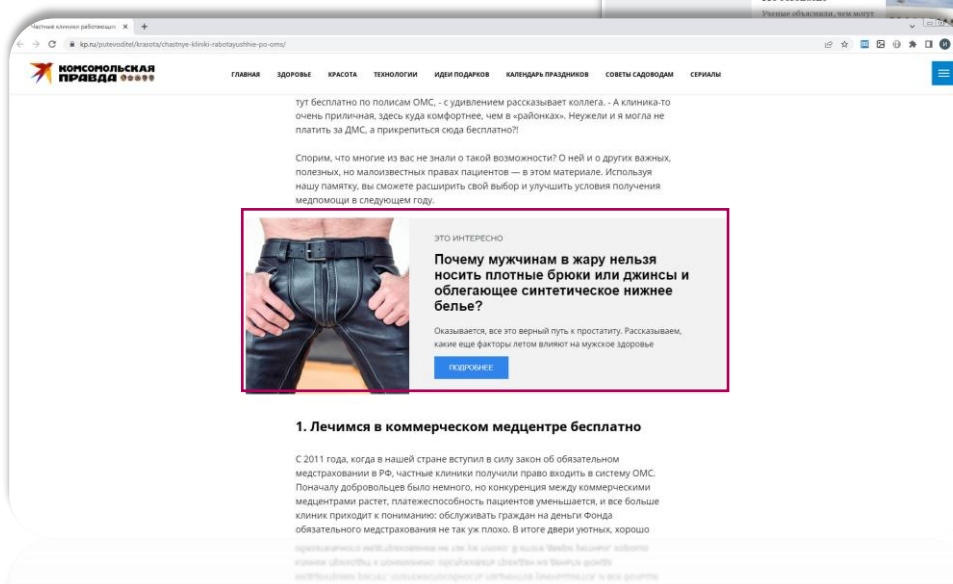 Ученые объяснили, чем могут
Частные клиники работающие
kp.ru/putevoditel/krasota/chastnye-kliniki-rabotayushhie-po-oms/
КОМСОМОЛЬСКАЯ
ПРАВДА
ГЛАВНАЯ ЗДОРОВЬЕ КРАСОТА ТЕХНОЛОГИИ ИДЕИ ПОДАРКОВ КАЛЕНДАРЬ ПРАЗДНИКОВ СОВЕТЫ САДОВОДАМ СЕРИАЛЫ
тут бесплатно по полисам ОМС, - с удивлением рассказывает коллега. - А клиника-то
очень приличная, здесь куда комфортнее, чем в «районках». Неужели и я могла не
платить за ДМС, а прикрепиться сюда бесплатно?!
Спорим, что многие из вас не знали о такой возможности? О ней и о других важных,
полезных, но малоизвестных правах пациентов — в этом материале. Используя
нашу памятку, вы сможете расширить свой выбор и улучшить условия получения
медпомощи в следующем году.
ЭТО ИНТЕРЕСНО
Почему мужчинам в жару нельзя
носить плотные брюки или джинсы и
облегающее синтетическое нижнее
белье?
Оказывается, все это верный путь к простатиту. Рассказываем,
какие еще факторы летом влияют на мужское здоровье
ПОДРОБНЕЕ
1. Лечимся в коммерческом медцентре бесплатно
С 2011 года, когда в нашей стране вступил в силу закон об обязательном
медстраховании в РФ, частные клиники получили право входить в систему ОМС.
Поначалу добровольцев было немного, но конкуренция между коммерческими
медцентрами растет, платежеспособность пациентов уменьшается, и все больше
клиник приходит к пониманию: обслуживать граждан на деньги Фонда
обязательного медстрахования не так уж плохо. В итоге двери уютных, хорошо